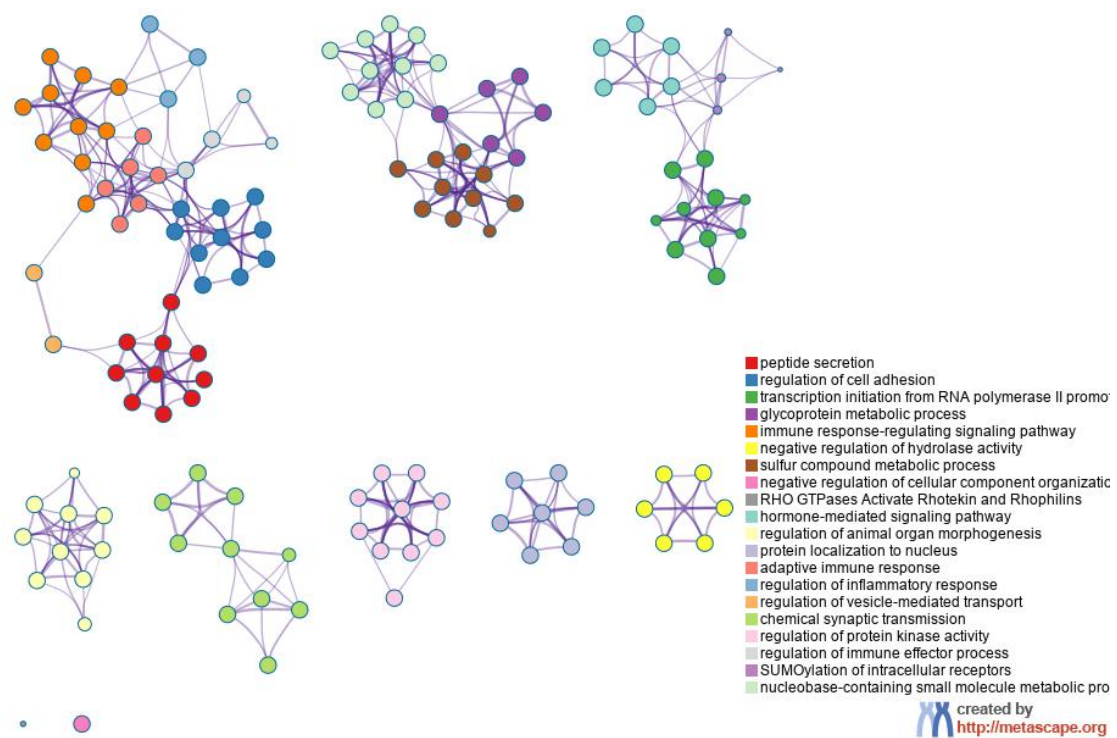 peptide secretion
regulation of cell adhesion
transcription initiation from RNA polymerase II promot
glycoprotein metabolic process
immune response-regulating signaling pathway
negative regulation of hydrolase activity
sulfur compound metabolic process
negative regulation of cellular component organizatio
RHO GTPases Activate Rhotekin and Rhophilins
hormone-mediated signaling pathway
regulation of animal organ morphogenesis
protein localization to nucleus
adaptive immune response
regulation of inflammatory response
regulation of vesicle-mediated transport
chemical synaptic transmission
regulation of protein kinase activity
regulation of immune effector process
SUMOylation of intracellular receptors
nucleobase-containing small molecule metabolic pro
created by
http://metascape.org